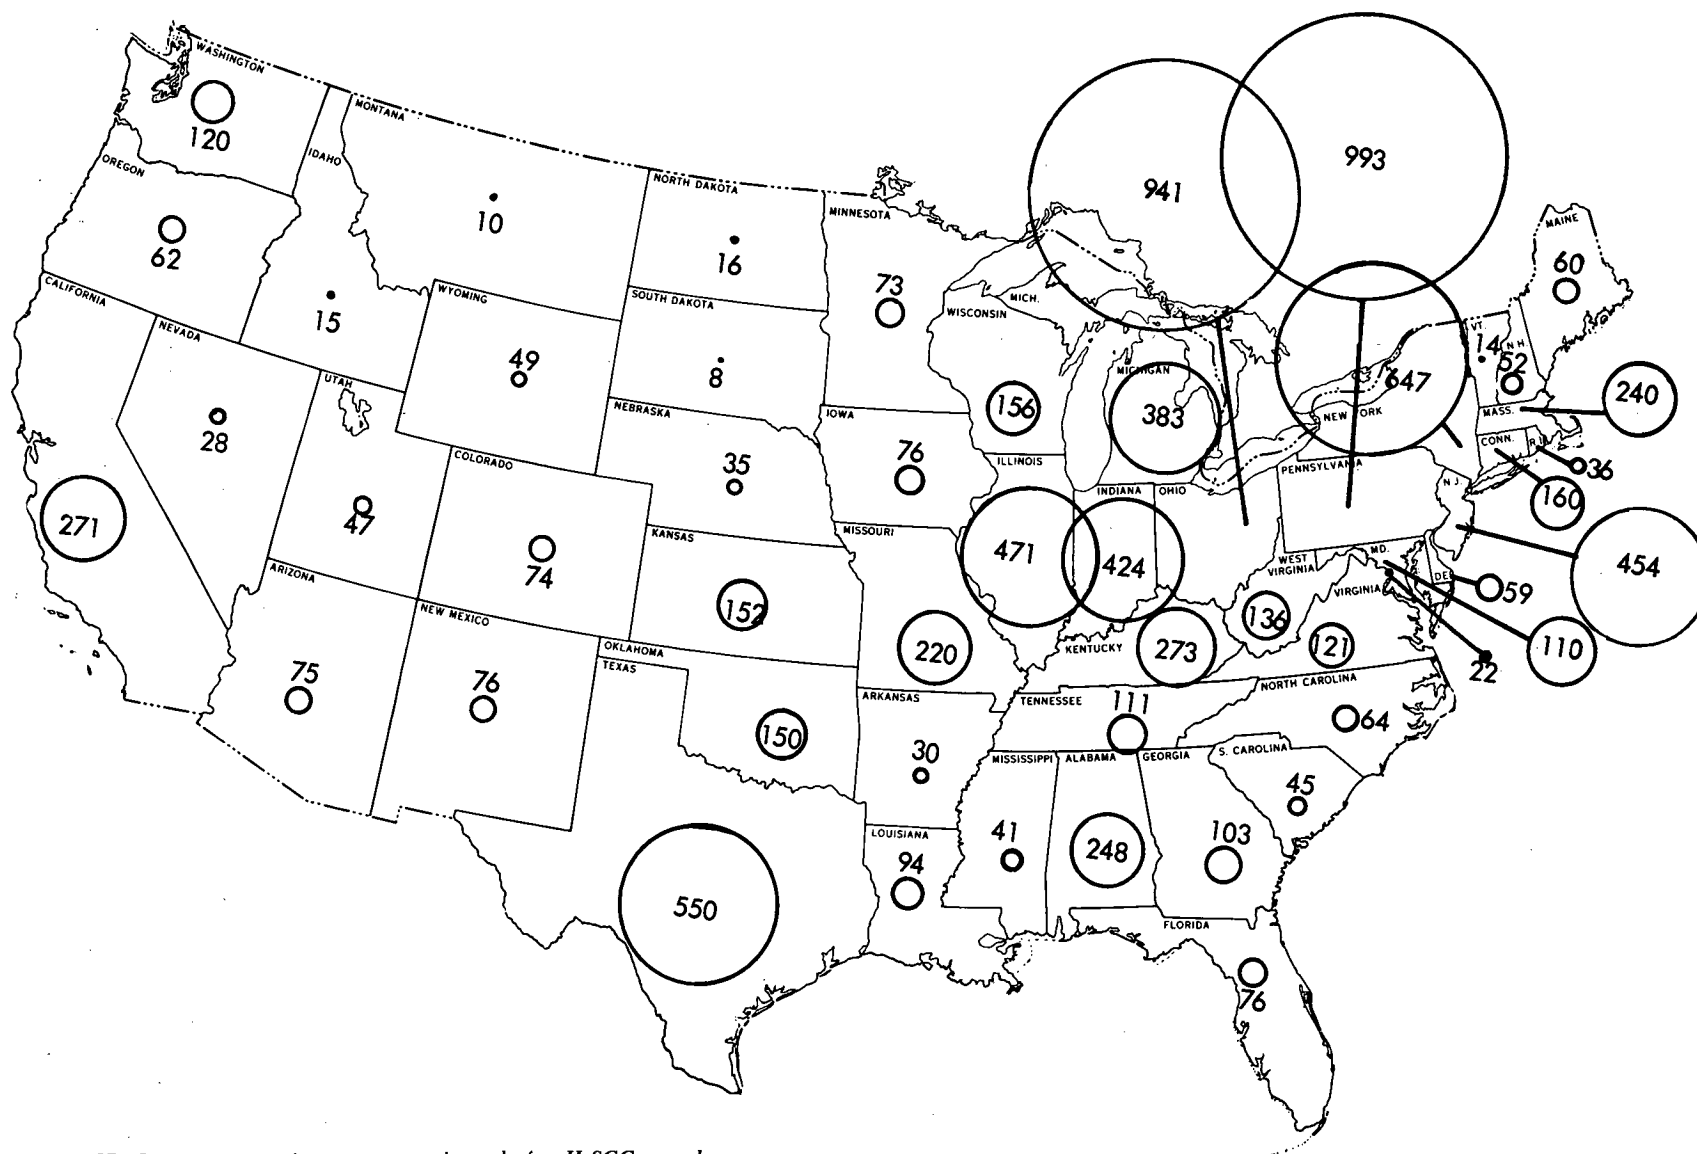 WASHINGTON
120
MONTANA
10
IDAHO
15
OREGON
62
NORTH DAKOTA
16
MINNESOTA
73
941
993
MAINE
60
CALIFORNIA
271
NEVADA
28
WYOMING
49
SOUTH DAKOTA
8
MICH.
WISCONSIN
156
MICHIGAN
383
647
NEW YORK
VT.
14
N H
52
MASS.
240
UTAH
47
COLORADO
74
NEBRASKA
35
IOWA
76
ILLINOIS
471
INDIANA
424
OHIO
PENNSYLVANIA
CONN.
160
R I
36
N J.
454
ARIZONA
75
NEW MEXICO
76
KANSAS
152
MISSOURI
220
KENTUCKY
273
WEST
VIRGINIA
136
VIRGINIA
121
MD.
110
DEL
59
22
OKLAHOMA
150
TEXAS
550
ARKANSAS
30
TENNESSEE
111
NORTH CAROLINA
64
S. CAROLINA
45
LOUISIANA
94
MISSISSIPPI
41
ALABAMA
248
GEORGIA
103
FLORIDA
76